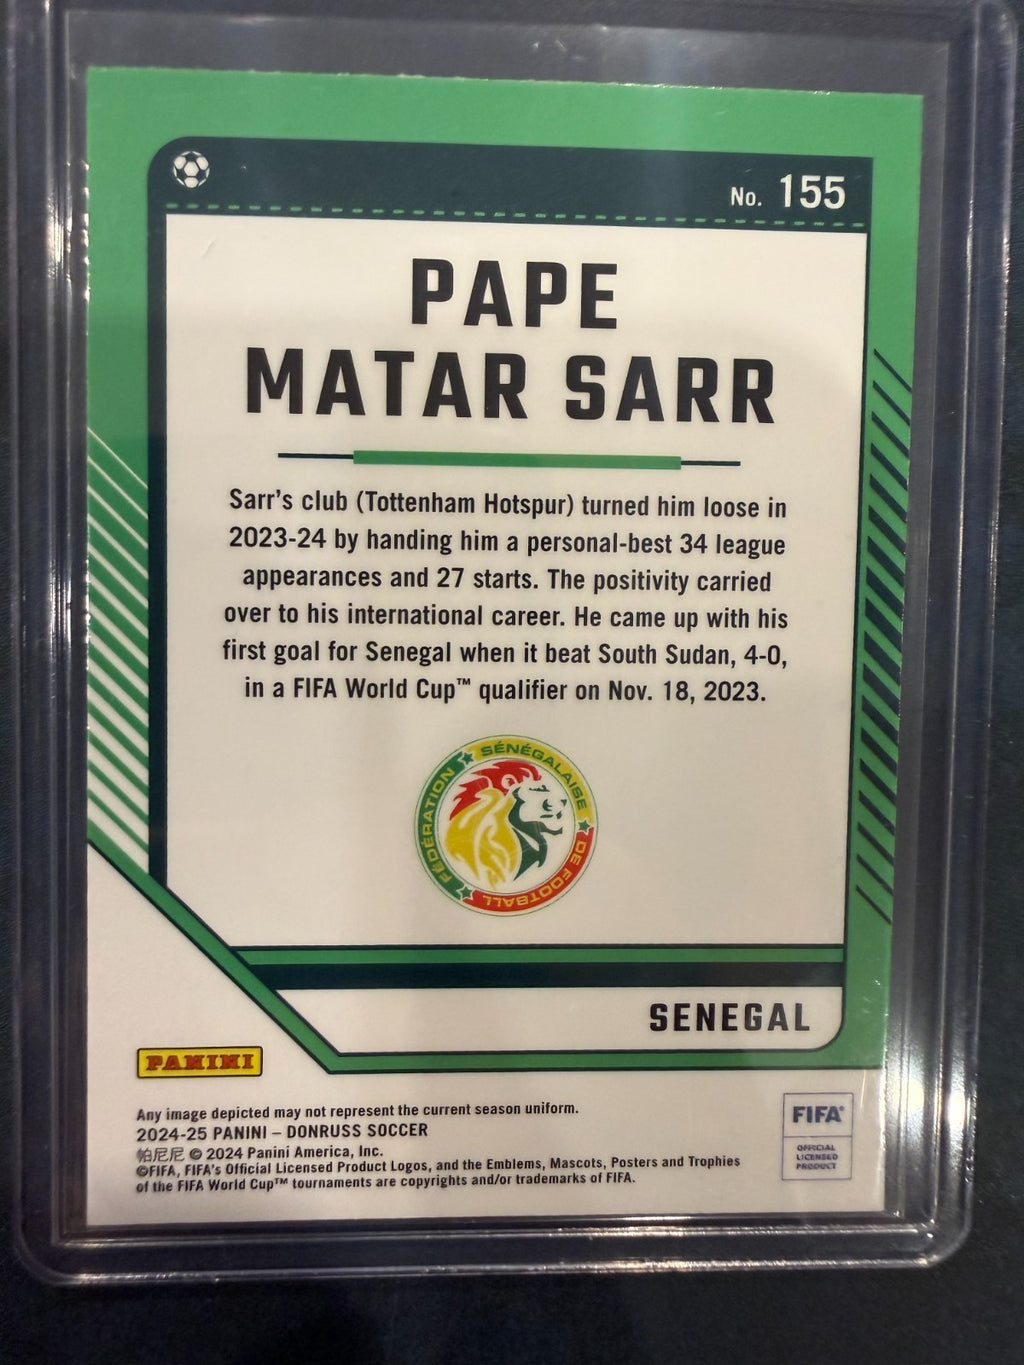 No. 155
PAPE
MATAR SARR
Sarr's club (Tottenham Hotspur) turned him loose in
2023-24 by handing him a personal-best 34 league
appearances and 27 starts. The positivity carried
over to his international career. He came up with his
first goal for Senegal when it beat South Sudan, 4-0,
in a FIFA World Cup™ qualifier on Nov. 18, 2023.
FÉDÉRATION SÉNÉGALAISE DE FOOTBALL
SENEGAL
PANINI
Any image depicted may not represent the current season uniform.
2024-25 PANINI – DONRUSS SOCCER
帕尼尼 © 2024 Panini America, Inc.
©FIFA, FIFA's Official Licensed Product Logos, and the Emblems, Mascots, Posters and Trophies
of the FIFA World Cup™ tournaments are copyrights and/or trademarks of FIFA.
FIFA®
OFFICIAL
LICENSED
PRODUCT